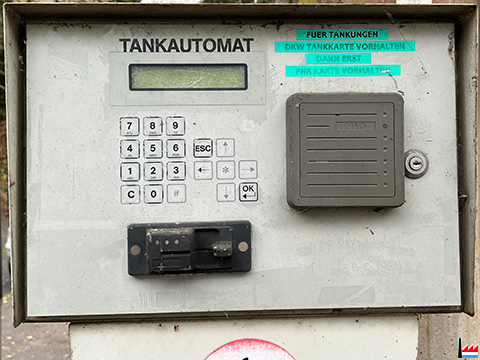 TANKAUTOMAT
FUER TANKUNGEN
DKW TANKKARTE VORHALTEN
DANN ERST
PNR KARTE VORHALTEN
7 8 9
4 5 6 ESC ↑
1 2 3 ← * →
C 0 # ↓ OK